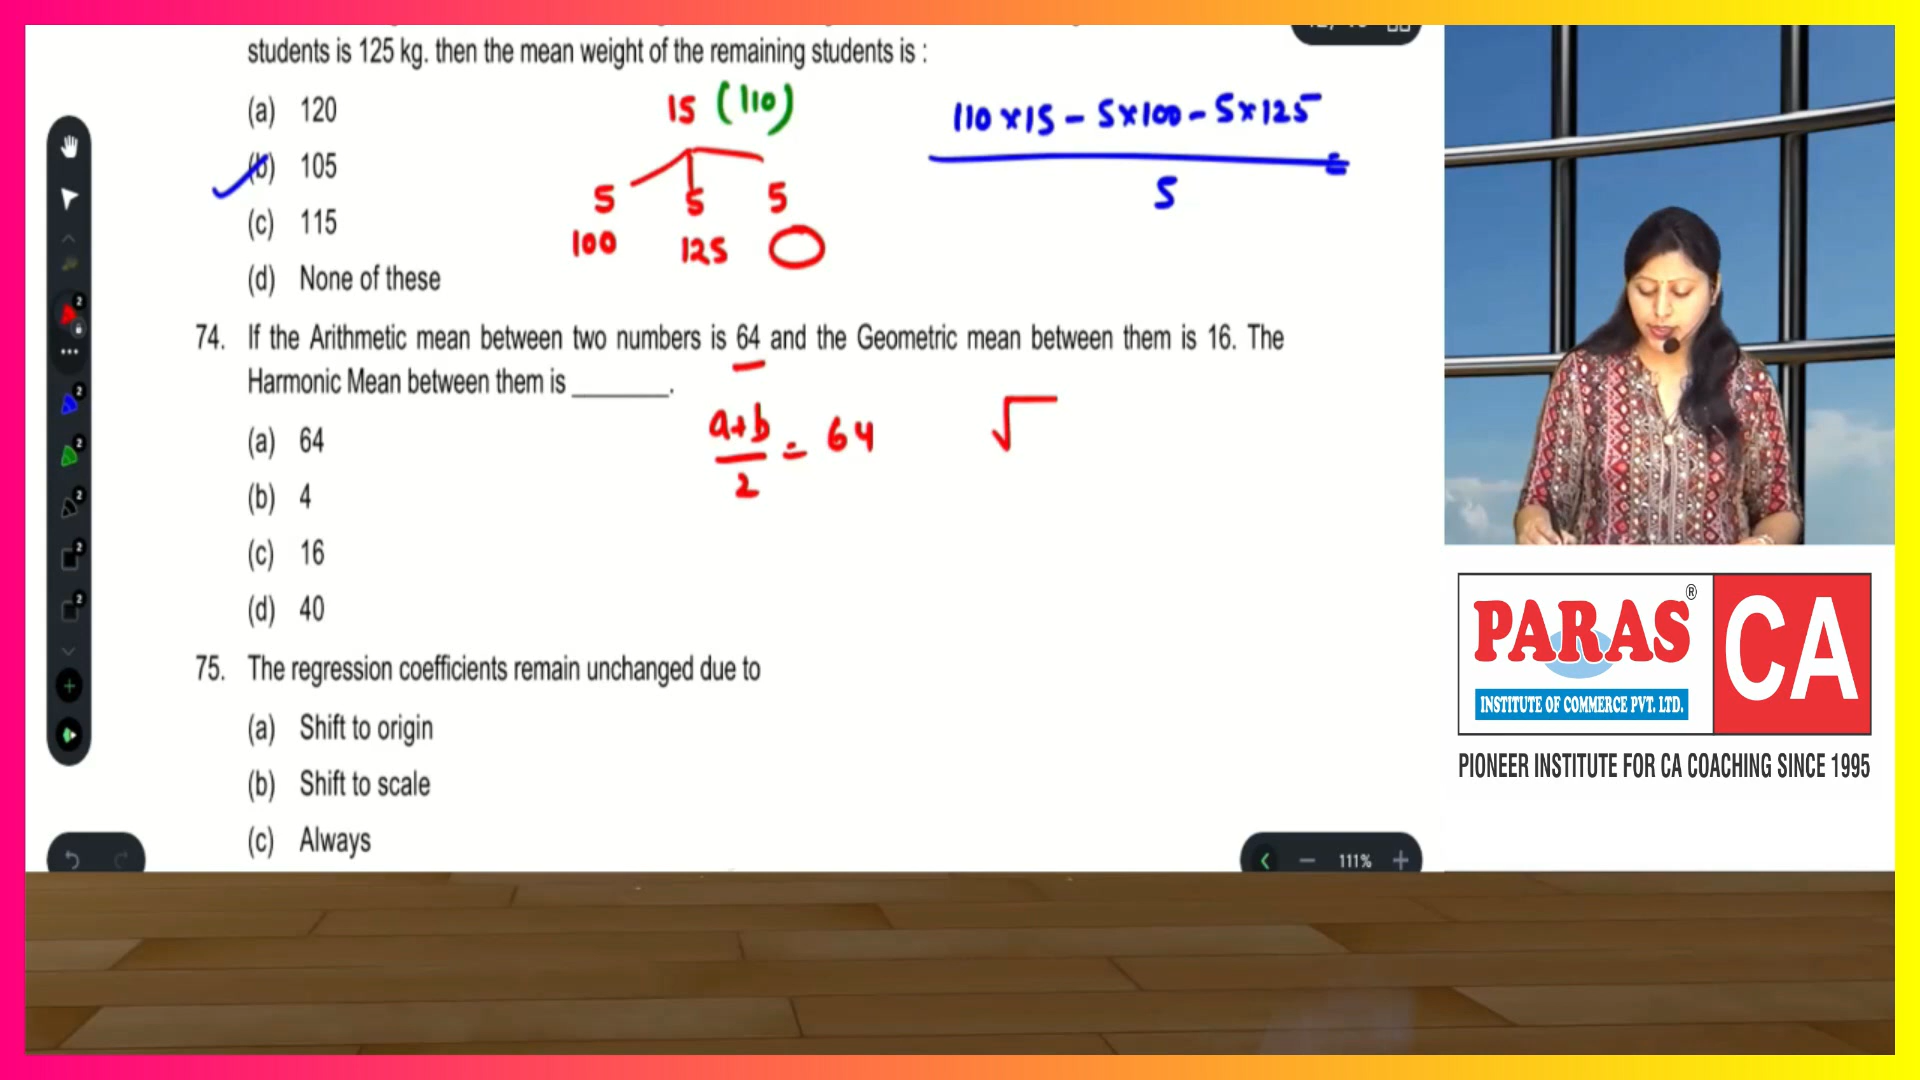 students is 125 kg. then the mean weight of the remaining students is :
(a) 120
(b) 105
(c) 115
(d) None of these
15 (110)
5 5 5
100 125
110 x 15 - 5x100 - 5x125 =
5
74. If the Arithmetic mean between two numbers is 64 and the Geometric mean between them is 16. The
Harmonic Mean between them is ________.
a+b
2
= 64 √
(a) 64
(b) 4
(c) 16
(d) 40
75. The regression coefficients remain unchanged due to
(a) Shift to origin
(b) Shift to scale
(c) Always
111%
PARAS® CA
INSTITUTE OF COMMERCE PVT. LTD.
PIONEER INSTITUTE FOR CA COACHING SINCE 1995